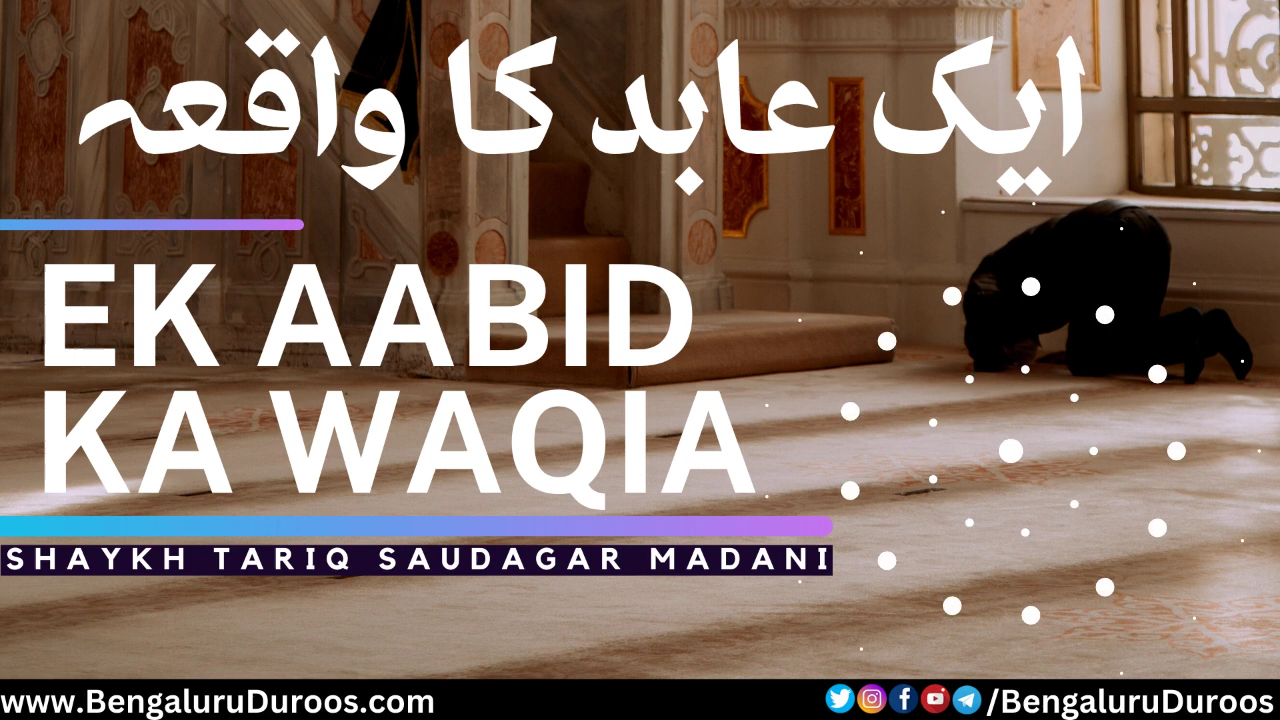 ایک عابد کا واقعہ
EK AABID
KA WAQIA
SHAYKH TARIQ SAUDAGAR MADANI
www.BengaluruDuroos.com
/BengaluruDuroos